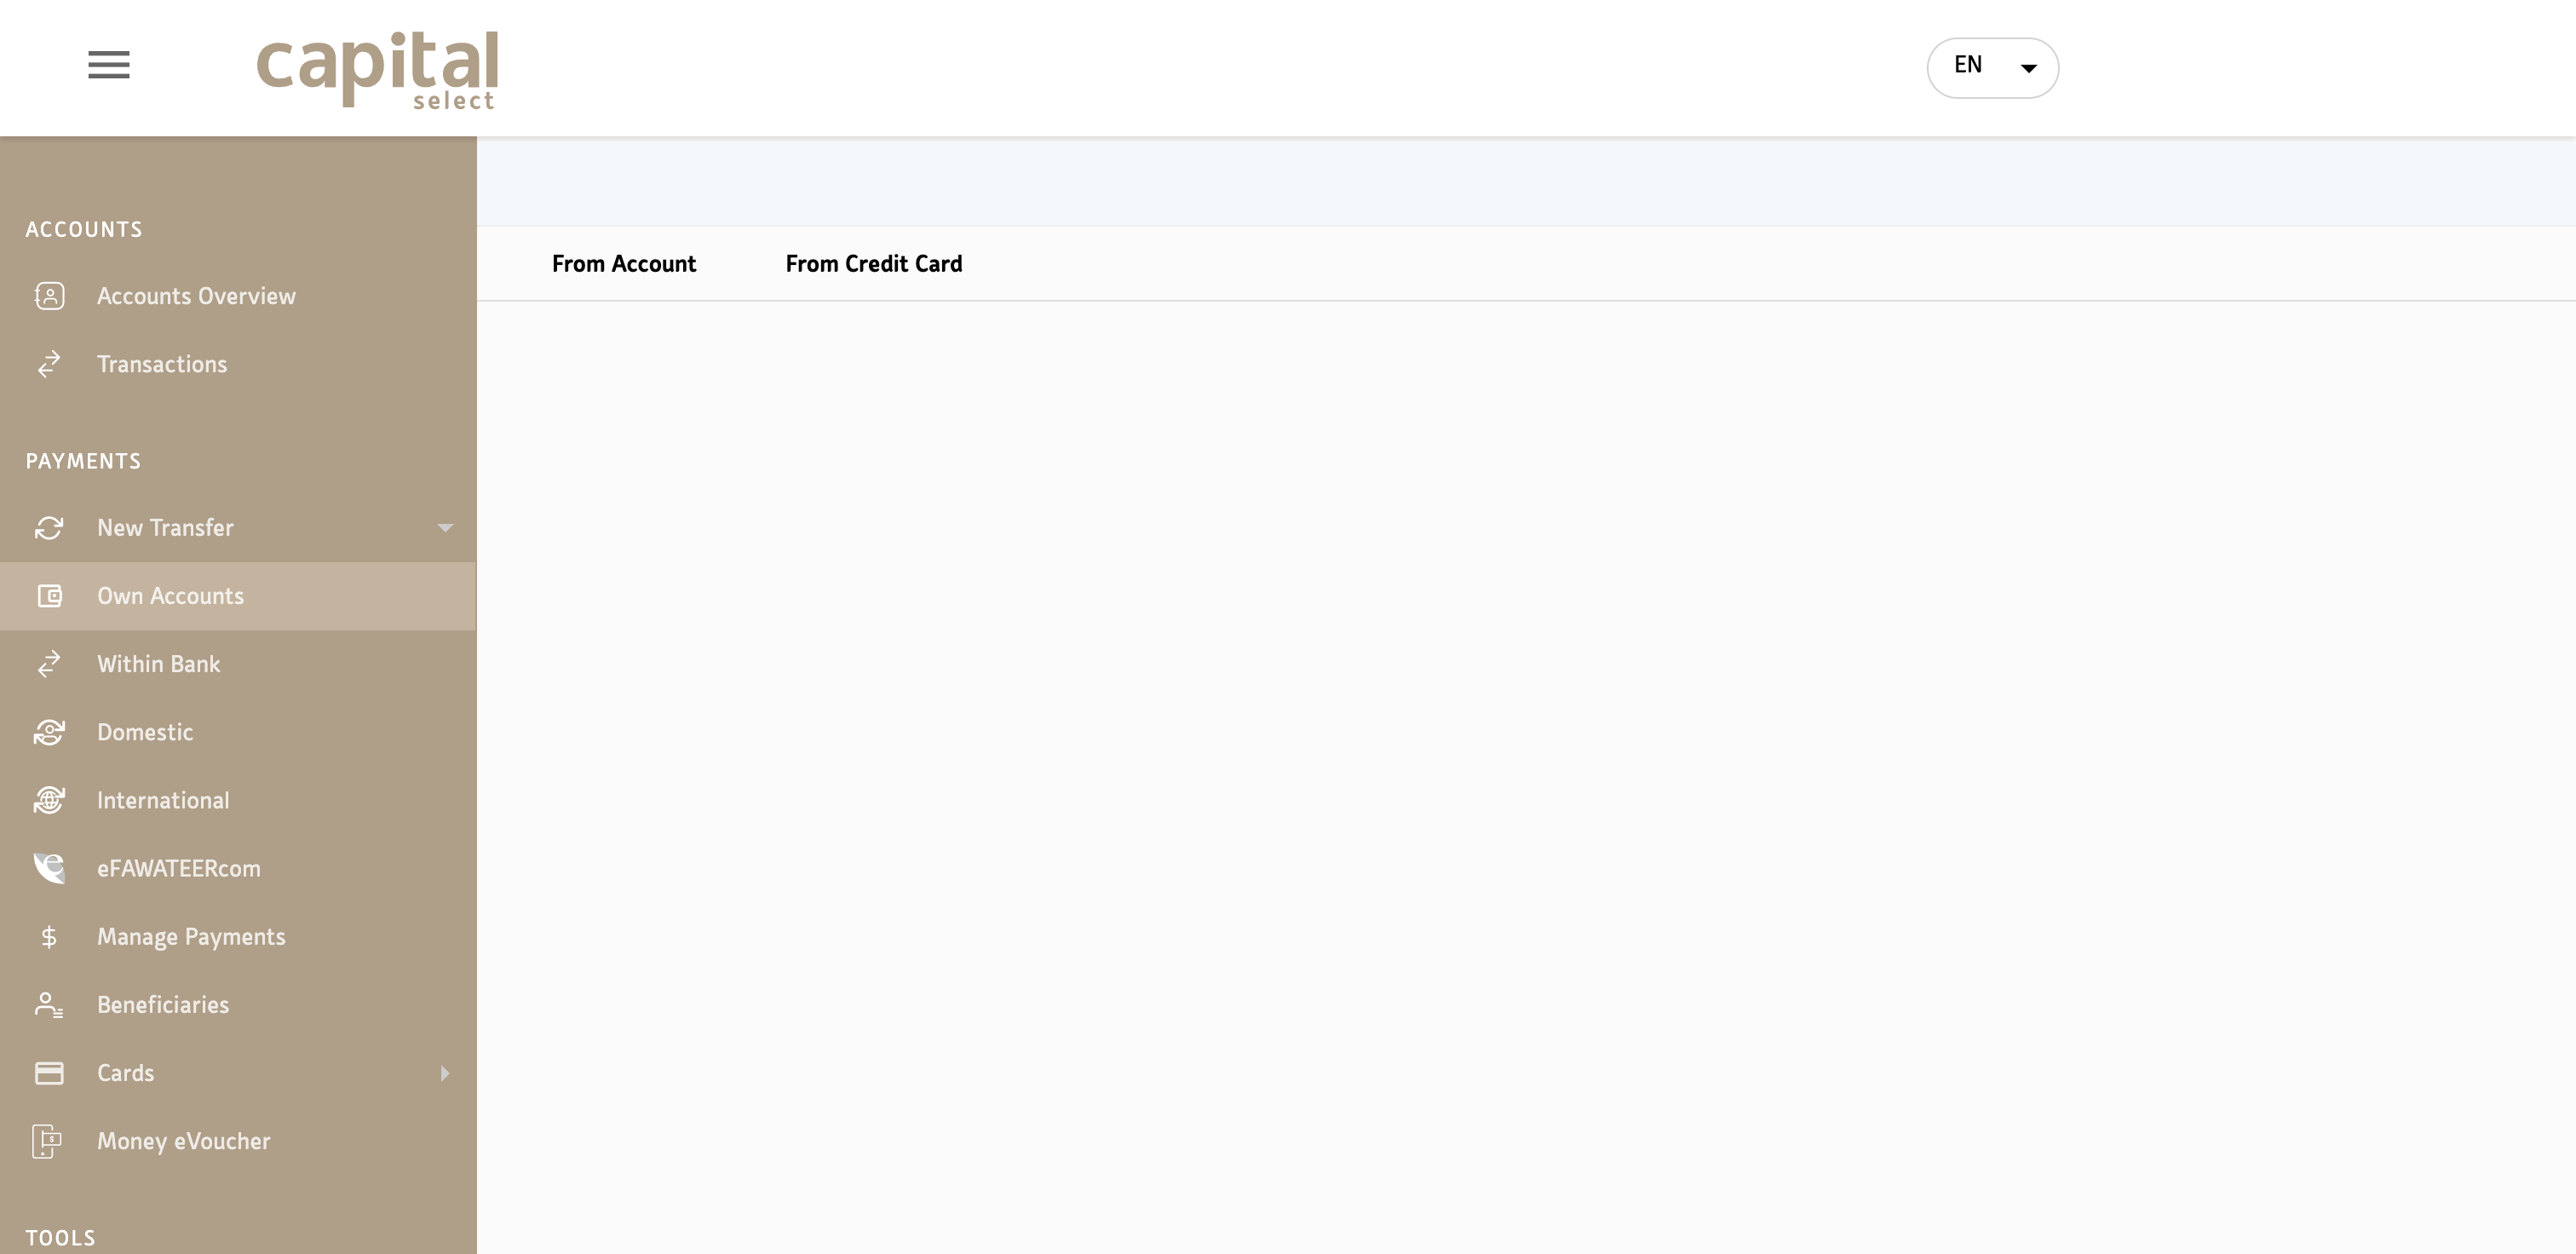 capital
select
EN
ACCOUNTS
Accounts Overview
Transactions
PAYMENTS
New Transfer
Own Accounts
Within Bank
Domestic
International
eFAWATEERcom
Manage Payments
Beneficiaries
Cards
Money eVoucher
TOOLS
From Account
From Credit Card